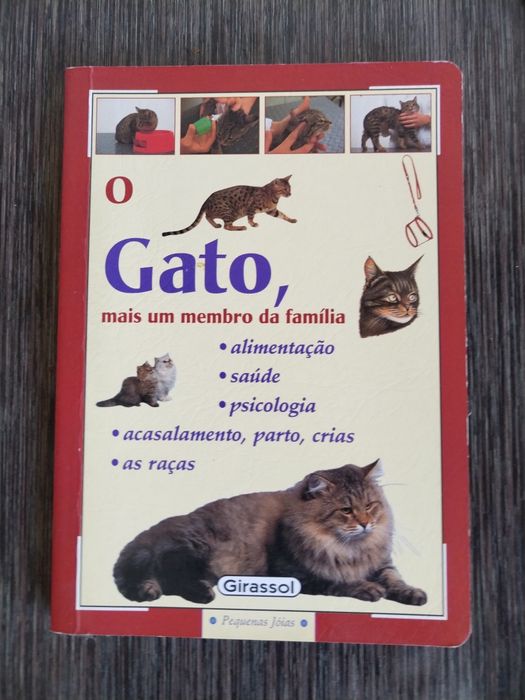 O
Gato,
mais um membro da família
• alimentação
• saúde
• psicologia
• acasalamento, parto, crias
• as raças
Girassol
• Pequenas Jóias •